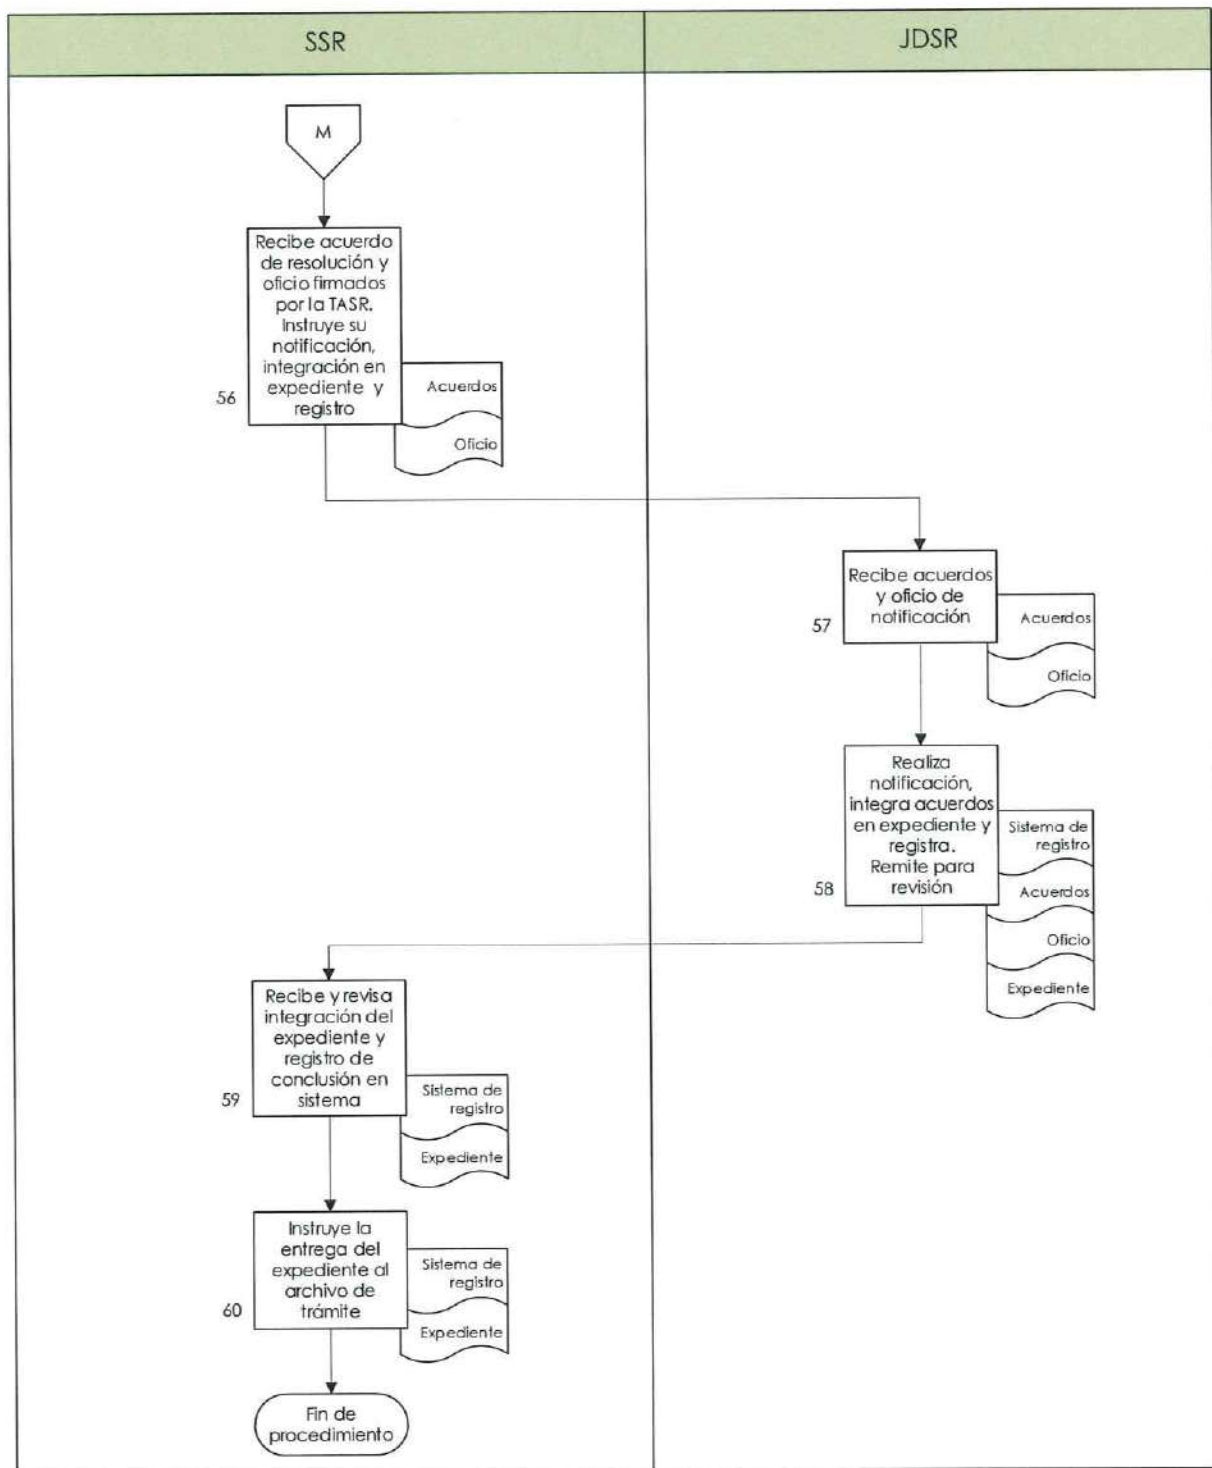 SSR
JDSR
M
Recibe acuerdo
de resolución y
oficio firmados
por la TASR.
Instruye su
notificación,
integración en
expediente y
registro
56
Acuerdos
Oficio
Recibe acuerdos
y oficio de
notificación
57
Acuerdos
Oficio
Realiza
notificación,
integra acuerdos
en expediente y
registra.
Remite para
revisión
58
Sistema de
registro
Acuerdos
Oficio
Expediente
Recibe y revisa
integración del
expediente y
registro de
conclusión en
sistema
59
Sistema de
registro
Expediente
Instruye la
entrega del
expediente al
archivo de
trámite
60
Sistema de
registro
Expediente
Fin de
procedimiento